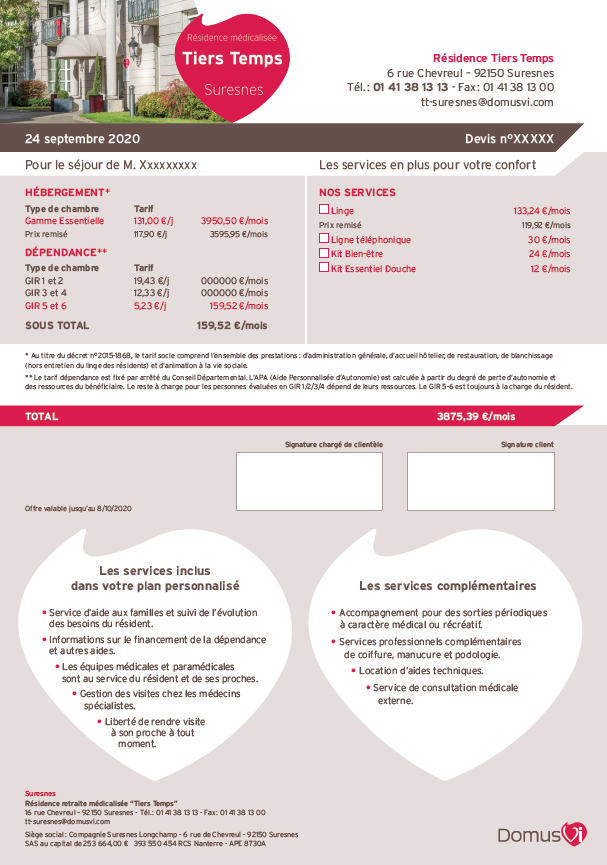 Résidence médicalisée
Tiers Temps
Suresnes
Résidence Tiers Temps
6 rue Chevreul – 92150 Suresnes
Tél.: 01 41 38 13 13 - Fax: 01 41 38 13 00
tt-suresnes@domusvi.com
24 septembre 2020 Devis n°XXXXX
Pour le séjour de M. Xxxxxxxxx
HÉBERGEMENT*
Type de chambre Tarif
Gamme Essentielle 131,00 €/j 3950,50 €/mois
Prix remisé 117,90 €/j 3595,95 €/mois
DÉPENDANCE**
Type de chambre Tarif
GIR 1 et 2 19,43 €/j 000000 €/mois
GIR 3 et 4 12,33 €/j 000000 €/mois
GIR 5 et 6 5,23 €/j 159,52 €/mois
SOUS TOTAL 159,52 €/mois
Les services en plus pour votre confort
NOS SERVICES
Linge 133,24 €/mois
Prix remisé 119,92 €/mois
Ligne téléphonique 30 €/mois
Kit Bien-être 24 €/mois
Kit Essentiel Douche 12 €/mois
* Au titre du décret n°2015-1868, le tarif socle comprend l'ensemble des prestations : d'administration générale, d'accueil hôtelier, de restauration, de blanchissage
(hors entretien du linge des résidents) et d'animation à la vie sociale.
** Le tarif dépendance est fixé par arrêté du Conseil Départemental. L'APA (Aide Personnalisée d'Autonomie) est calculée à partir du degré de perte d'autonomie et
des ressources du bénéficiaire. Le reste à charge pour les personnes évaluées en GIR 1/2/3/4 dépend de leurs ressources. Le GIR 5-6 est toujours à la charge du résident.
TOTAL 3875,39 €/mois
Signature chargé de clientèle Signature client
Offre valable jusqu'au 8/10/2020
Les services inclus
dans votre plan personnalisé
• Service d'aide aux familles et suivi de l'évolution
des besoins du résident.
• Informations sur le financement de la dépendance
et autres aides.
• Les équipes médicales et paramédicales
sont au service du résident et de ses proches.
• Gestion des visites chez les médecins
spécialistes.
• Liberté de rendre visite
à son proche à tout
moment.
Les services complémentaires
• Accompagnement pour des sorties périodiques
à caractère médical ou récréatif.
• Services professionnels complémentaires
de coiffure, manucure et podologie.
• Location d'aides techniques.
• Service de consultation médicale
externe.
Suresnes
Résidence retraite médicalisée "Tiers Temps"
16 rue Chevreul – 92150 Suresnes - Tél.: 01 41 38 13 13 - Fax: 01 41 38 13 00
tt-suresnes@domusvi.com
Siège social : Compagnie Suresnes Longchamp - 6 rue de Chevreul - 92150 Suresnes
SAS au capital de 253 664,00 € 393 550 454 RCS Nanterre - APE 8730A
DomusVi